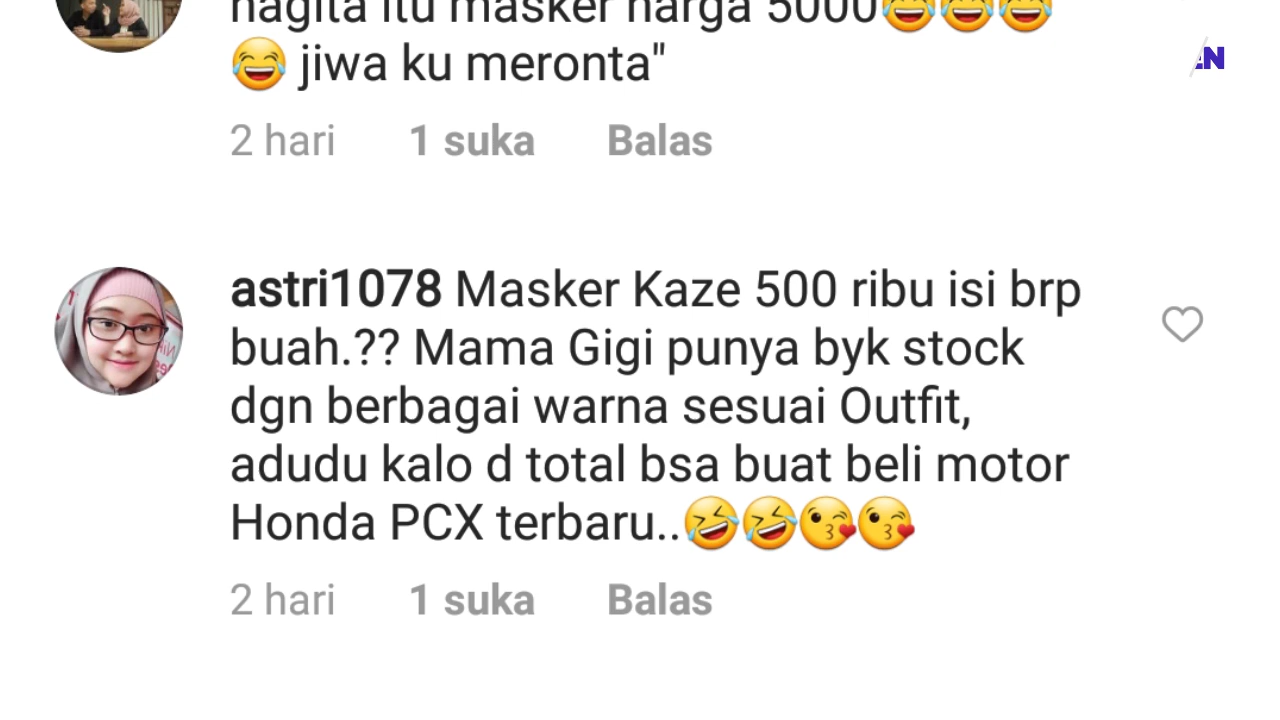 nagita itu masker harga 5000😂😂😂
😂 jiwa ku meronta"
2 hari 1 suka Balas
astri1078 Masker Kaze 500 ribu isi brp
buah.?? Mama Gigi punya byk stock
dgn berbagai warna sesuai Outfit,
adudu kalo d total bsa buat beli motor
Honda PCX terbaru..🤣🤣😘😘
2 hari 1 suka Balas